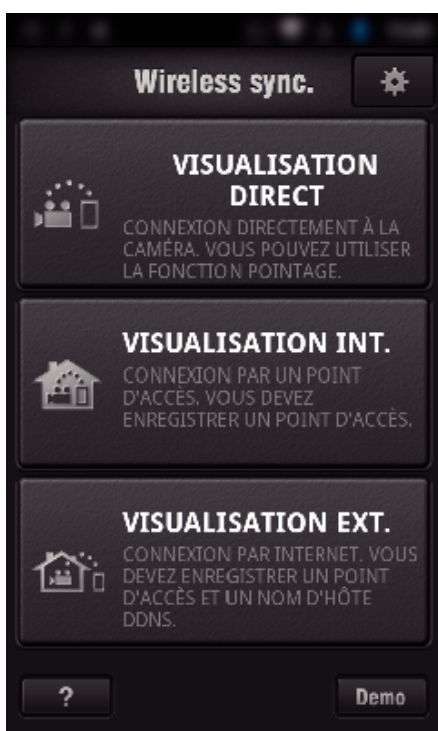 Wireless sync.
VISUALISATI
ON
DIRECT
CONNEXION DIRECTEMENT À LA
CAMÉRA. VOUS POUVEZ UTILISER
LA FONCTION POINTAGE.
VISUALISATION INT.
CONNEXION PAR UN POINT
D'ACCÈS. VOUS DEVEZ
ENREGISTRER UN POINT D'ACCÈS.
VISUALISATION EXT.
CONNEXION PAR INTERNET. VOUS
DEVEZ ENREGISTRER UN POINT
D'ACCÈS ET UN NOM D'HÔTE
DDNS.
?
Demo